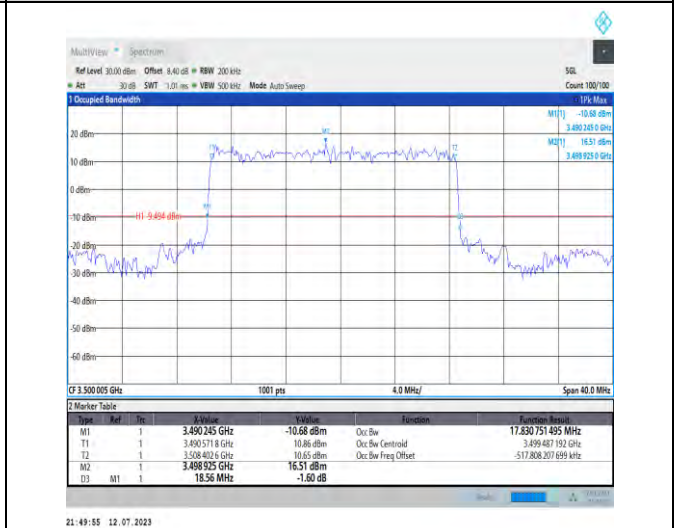 MultiView Spectrum
Ref Level 30.00 dBm Offset 8.40 dB RBW 200 kHz SGL
Att 30 dB SWT 1.01 ms VBW 500 kHz Mode Auto Sweep Count 100/100
1 Occupied Bandwidth 1Pk Max
M1[1] -10.68 dBm
3.490 245 0 GHz
M2[1] 16.51 dBm
3.498 925 0 GHz
20 dBm
M2
T1
T2
10 dBm
0 dBm
M1
-10 dBm
H1 -9.494 dBm
D3
-20 dBm
-30 dBm
-40 dBm
-50 dBm
-60 dBm
CF 3.500 005 GHz 1001 pts 4.0 MHz/ Span 40.0 MHz
2 Marker Table
Type Ref Trc X-Value Y-Value Function Function Result
M1 1 3.490 245 GHz -10.68 dBm Occ Bw 17.830 751 495 MHz
T1 1 3.490 571 8 GHz 10.86 dBm Occ Bw Centroid 3.499 487 192 GHz
T2 1 3.508 402 6 GHz 10.65 dBm Occ Bw Freq Offset -517.808 207 699 kHz
M2 1 3.498 925 GHz 16.51 dBm
D3 M1 1 18.56 MHz -1.60 dB
21:49:55 12.07.2023